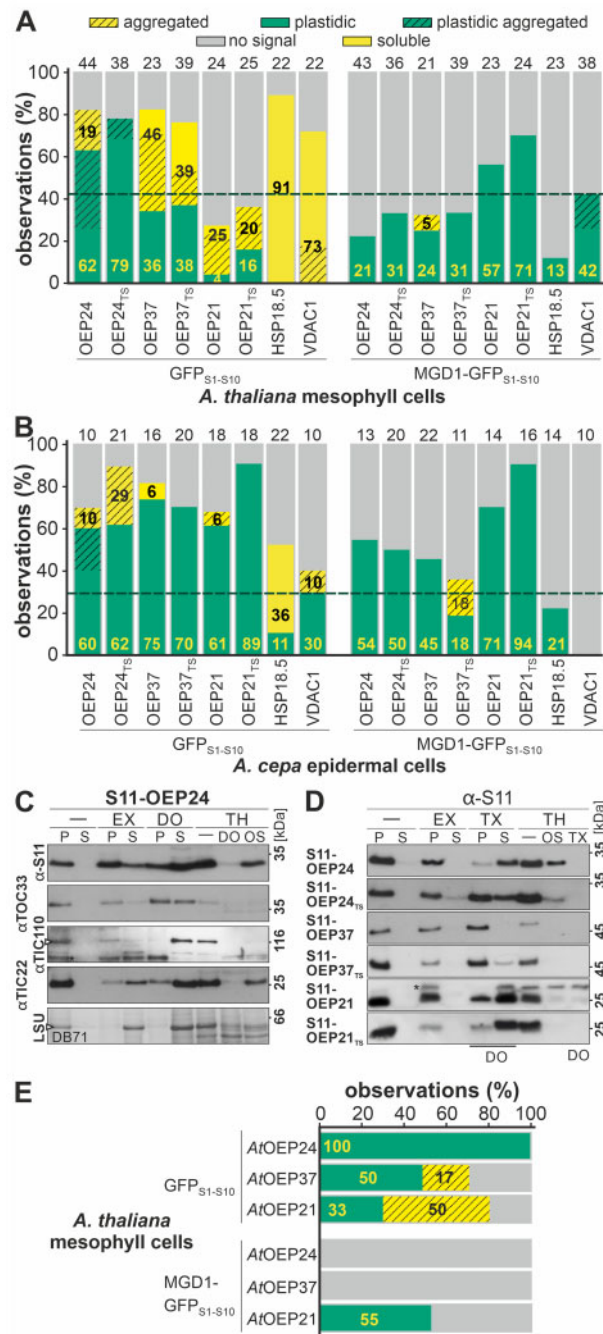 A
aggregated plastidic plastidic aggregated
no signal soluble
44 38 23 39 24 25 22 22 43 36 21 39 23 24 23 38
observations (%)
100
80
60
40
20
0
19 46 39 25 20 91 73 5
62 79 36 38 4 16 21 31 24 31 57 71 13 42
OEP24 OEP24TS OEP37 OEP37TS OEP21 OEP21TS HSP18.5 VDAC1 OEP24 OEP24TS OEP37 OEP37TS OEP21 OEP21TS HSP18.5 VDAC1
GFPS1-S10 MGD1-GFPS1-S10
A. thaliana mesophyll cells
B
10 21 16 20 18 18 22 10 13 20 22 11 14 16 14 10
observations (%)
100
80
60
40
20
0
10 29 6 6 36 10 18
60 62 75 70 61 89 11 30 54 50 45 18 71 94 21
OEP24 OEP24TS OEP37 OEP37TS OEP21 OEP21TS HSP18.5 VDAC1 OEP24 OEP24TS OEP37 OEP37TS OEP21 OEP21TS HSP18.5 VDAC1
GFPS1-S10 MGD1-GFPS1-S10
A. cepa epidermal cells
C
S11-OEP24
— EX DO TH
P S P S P S — DO OS [kDa]
α-S11 35
αTOC33 35
αTIC110 116
αTIC22 25
LSU DB71 66
D
α-S11
— EX TX TH
P S P S P S — OS TX [kDa]
S11-OEP24 35
S11-OEP24TS 35
S11-OEP37 45
S11-OEP37TS 45
S11-OEP21 *
S11-OEP21TS 25
DO DO
E
observations (%)
0 20 40 60 80 100
AtOEP24 100
GFPS1-S10 AtOEP37 50 17
AtOEP21 33 50
A. thaliana mesophyll cells
AtOEP24
MGD1-GFPS1-S10 AtOEP37
AtOEP21 55